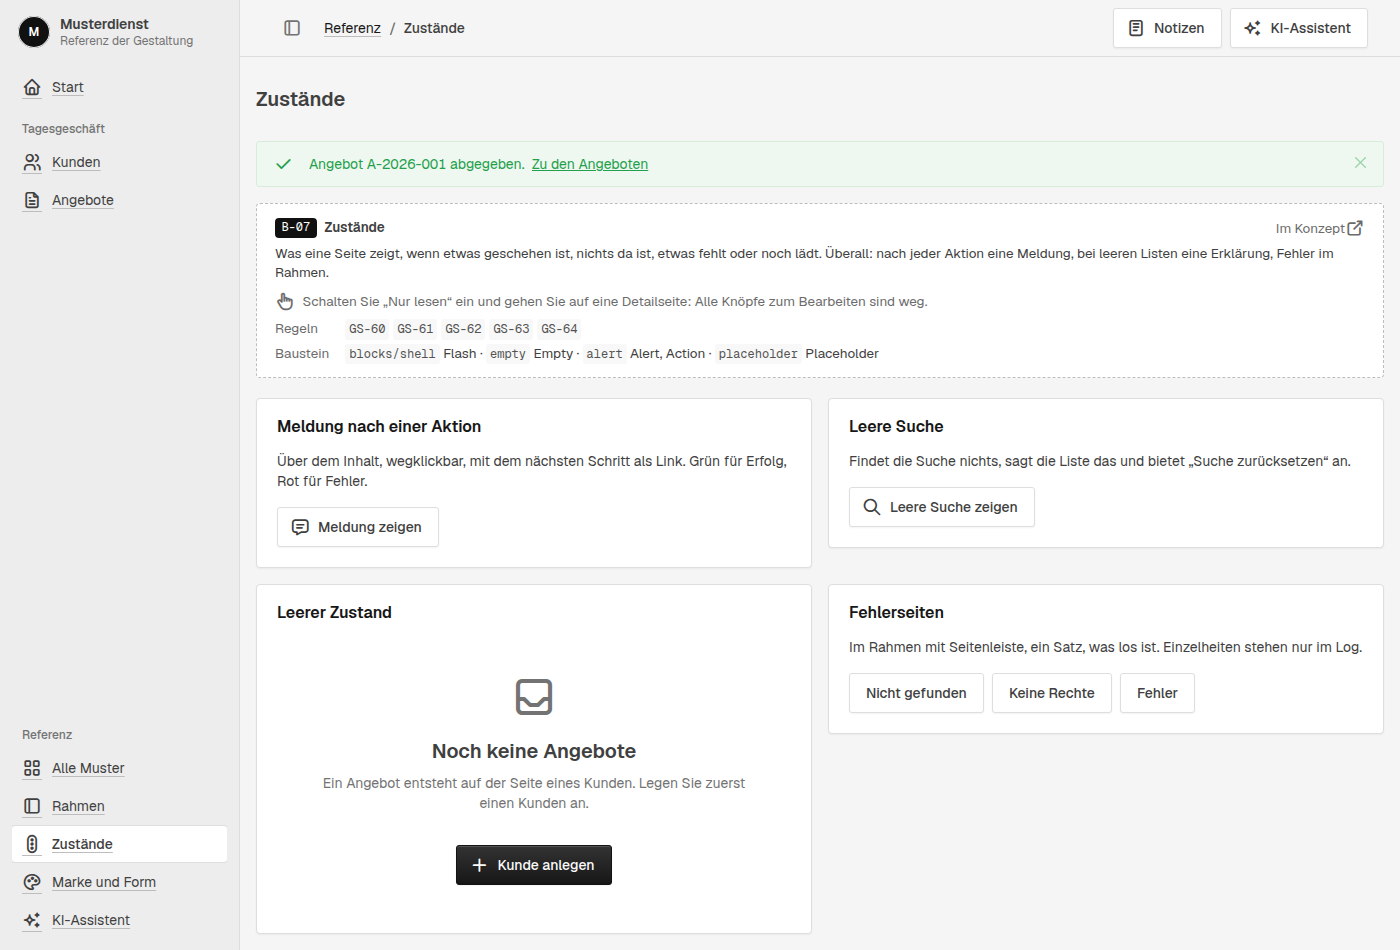 M
Musterdienst
Referenz der Gestaltung
Start
Tagesgeschäft
Kunden
Angebote
Referenz
Alle Muster
Rahmen
Zustände
Marke und Form
KI-Assistent
Referenz / Zustände
Notizen
KI-Assistent
Zustände
Angebot A-2026-001 abgegeben. Zu den Angeboten
B-07 Zustände
Im Konzept
Was eine Seite zeigt, wenn etwas geschehen ist, nichts da ist, etwas fehlt oder noch lädt. Überall: nach jeder Aktion eine Meldung, bei leeren Listen eine Erklärung, Fehler im
Rahmen.
Schalten Sie „Nur lesen“ ein und gehen Sie auf eine Detailseite: Alle Knöpfe zum Bearbeiten sind weg.
Regeln GS-60 GS-61 GS-62 GS-63 GS-64
Baustein blocks/shell Flash · empty Empty · alert Alert, Action · placeholder Placeholder
Meldung nach einer Aktion
Über dem Inhalt, wegklickbar, mit dem nächsten Schritt als Link. Grün für Erfolg,
Rot für Fehler.
Meldung zeigen
Leere Suche
Findet die Suche nichts, sagt die Liste das und bietet „Suche zurücksetzen“ an.
Leere Suche zeigen
Leerer Zustand
Noch keine Angebote
Ein Angebot entsteht auf der Seite eines Kunden. Legen Sie zuerst
einen Kunden an.
Kunde anlegen
Fehlerseiten
Im Rahmen mit Seitenleiste, ein Satz, was los ist. Einzelheiten stehen nur im Log.
Nicht gefunden
Keine Rechte
Fehler